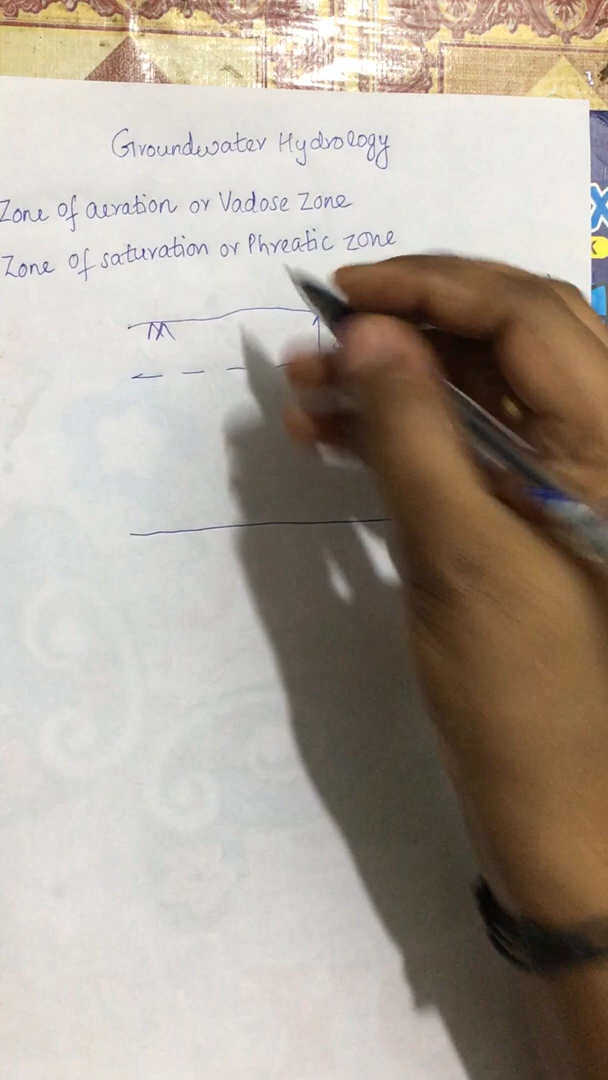 Groundwater Hydrology
Zone of aeration or Vadose Zone
Zone of saturation or Phreatic zone